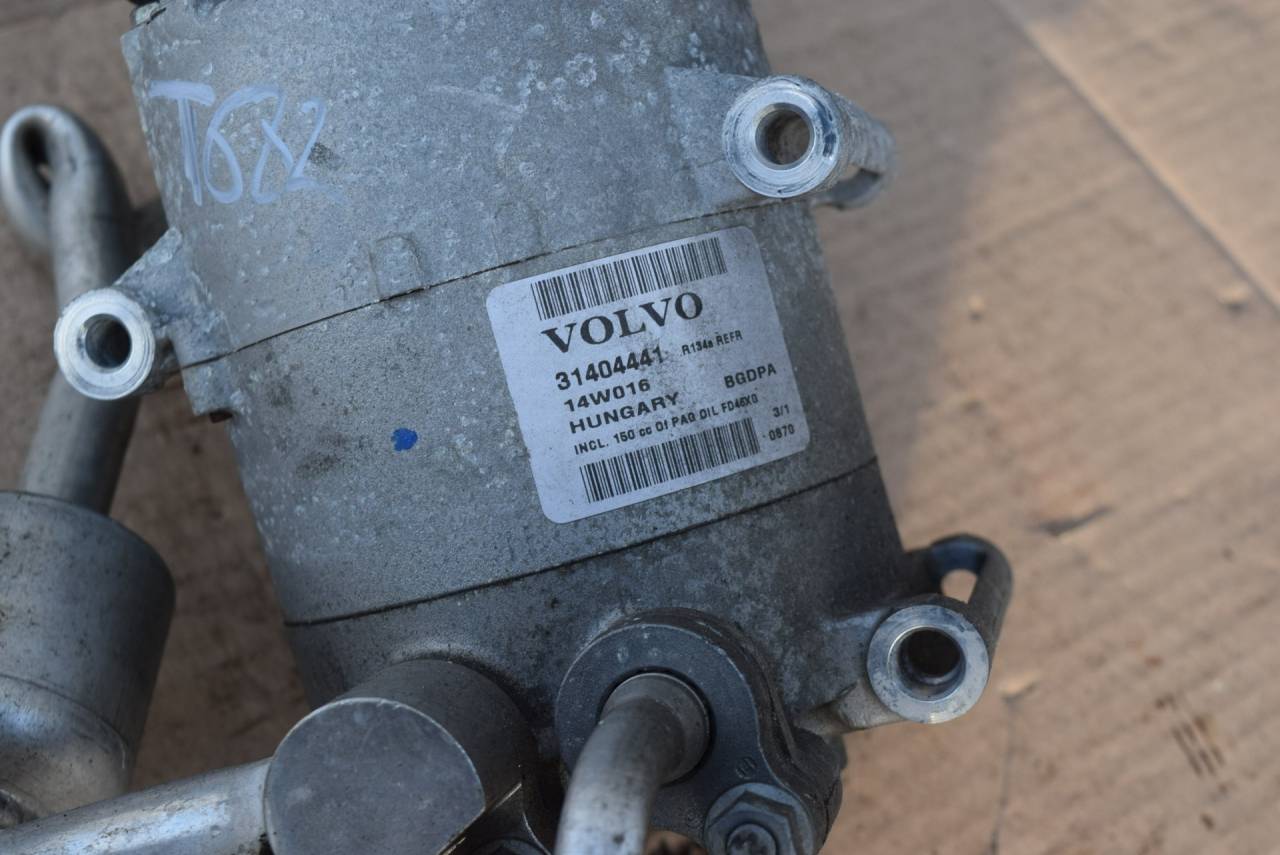 T682
VOLVO
31404441 R134a REFR
14W016 BGDPA
HUNGARY
INCL. 150 cc Of PAG OIL FD46XG 3/1
0870